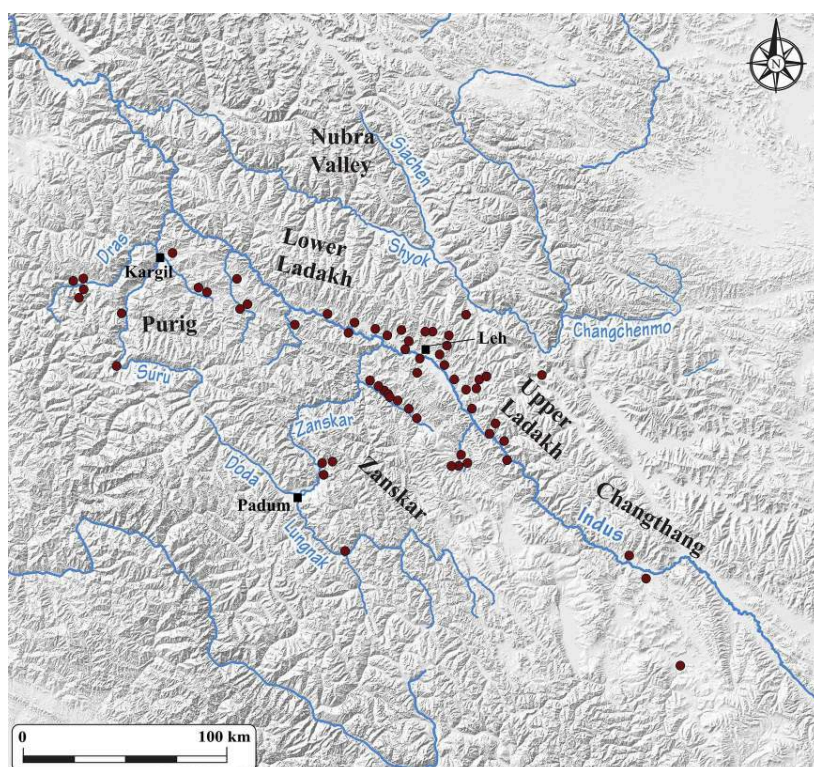 N
Nubra
Valley
Siachen
Dras
Lower
Ladakh
Shyok
Kargil
Purig
Leh
Changchenmo
Suru
Upper
Ladakh
Zanskar
Doda
Zanskar
Padum
Changthang
Indus
Lungnak
0
100 km